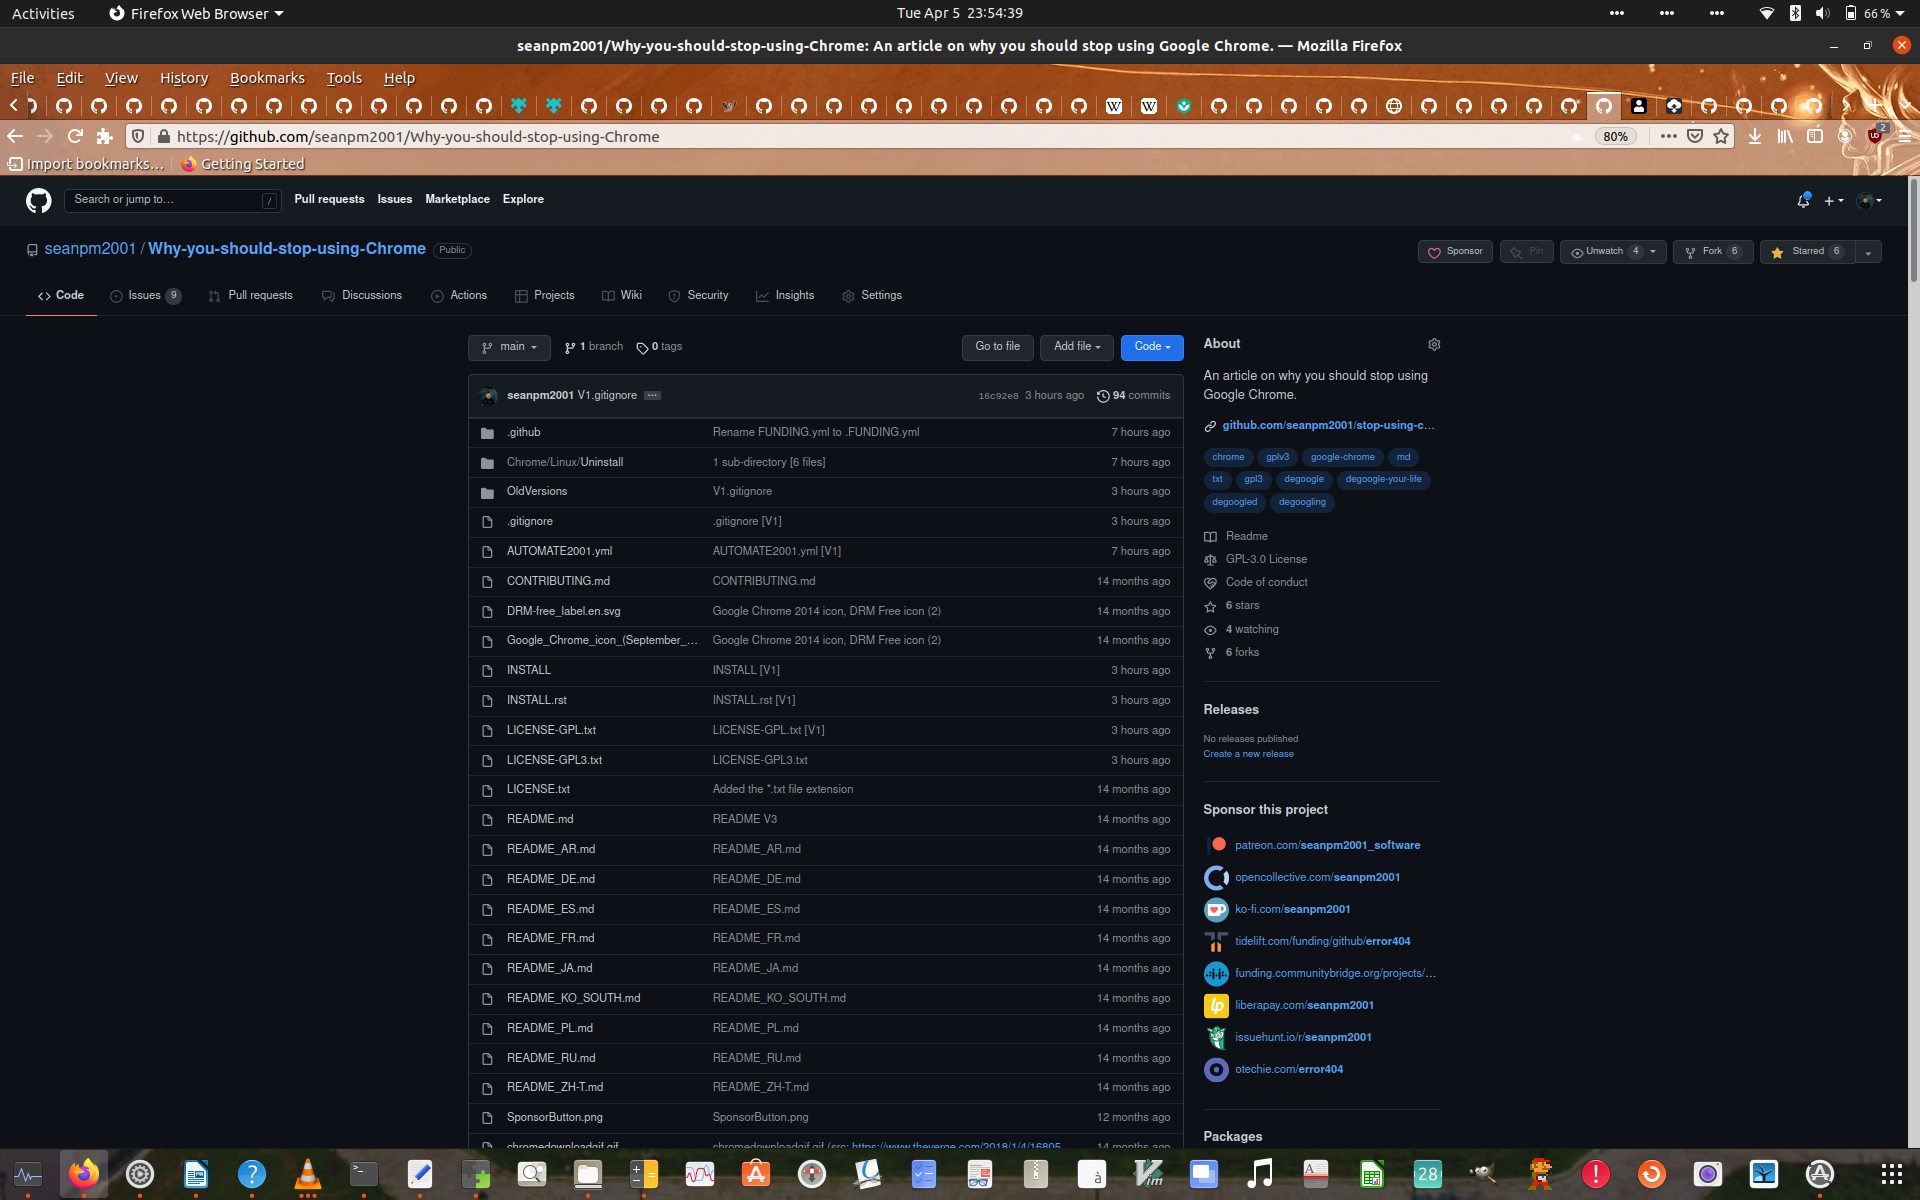 Activities
Firefox Web Browser
Tue Apr 5 23:54:39
66 %
seanpm2001/Why-you-should-stop-using-Chrome: An article on why you should stop using Google Chrome. — Mozilla Firefox
File Edit View History Bookmarks Tools Help
https://github.com/seanpm2001/Why-you-should-stop-using-Chrome
80%
2
Import bookmarks...
Getting Started
Search or jump to...
/
Pull requests Issues Marketplace Explore
seanpm2001 / Why-you-should-stop-using-Chrome Public
Sponsor
Pin
Unwatch 4
Fork 6
Starred 6
Code
Issues 9
Pull requests
Discussions
Actions
Projects
Wiki
Security
Insights
Settings
main
1 branch
0 tags
Go to file
Add file
Code
seanpm2001 V1.gitignore ... 16c92e8 3 hours ago 94 commits
.github Rename FUNDING.yml to .FUNDING.yml 7 hours ago
Chrome/Linux/Uninstall 1 sub-directory [6 files] 7 hours ago
OldVersions V1.gitignore 3 hours ago
.gitignore .gitignore [V1] 3 hours ago
AUTOMATE2001.yml AUTOMATE2001.yml [V1] 7 hours ago
CONTRIBUTING.md CONTRIBUTING.md 14 months ago
DRM-free_label.en.svg Google Chrome 2014 icon, DRM Free icon (2) 14 months ago
Google_Chrome_icon_(September_... Google Chrome 2014 icon, DRM Free icon (2) 14 months ago
INSTALL INSTALL [V1] 3 hours ago
INSTALL.rst INSTALL.rst [V1] 3 hours ago
LICENSE-GPL.txt LICENSE-GPL.txt [V1] 3 hours ago
LICENSE-GPL3.txt LICENSE-GPL3.txt 3 hours ago
LICENSE.txt Added the *.txt file extension 14 months ago
README.md README V3 14 months ago
README_AR.md README_AR.md 14 months ago
README_DE.md README_DE.md 14 months ago
README_ES.md README_ES.md 14 months ago
README_FR.md README_FR.md 14 months ago
README_JA.md README_JA.md 14 months ago
README_KO_SOUTH.md README_KO_SOUTH.md 14 months ago
README_PL.md README_PL.md 14 months ago
README_RU.md README_RU.md 14 months ago
README_ZH-T.md README_ZH-T.md 14 months ago
SponsorButton.png SponsorButton.png 12 months ago
chromedownloadgif.gif chromedownloadgif.gif (src: https://www.theverge.com/2018/1/4/16805... 14 months ago
About
An article on why you should stop using
Google Chrome.
github.com/seanpm2001/stop-using-c...
chrome gplv3 google-chrome md
txt gpl3 degoogle degoogle-your-life
degoogled degoogling
Readme
GPL-3.0 License
Code of conduct
6 stars
4 watching
6 forks
Releases
No releases published
Create a new release
Sponsor this project
patreon.com/seanpm2001_software
opencollective.com/seanpm2001
ko-fi.com/seanpm2001
tidelift.com/funding/github/error404
funding.communitybridge.org/projects/...
liberapay.com/seanpm2001
issuehunt.io/r/seanpm2001
otechie.com/error404
Packages
28